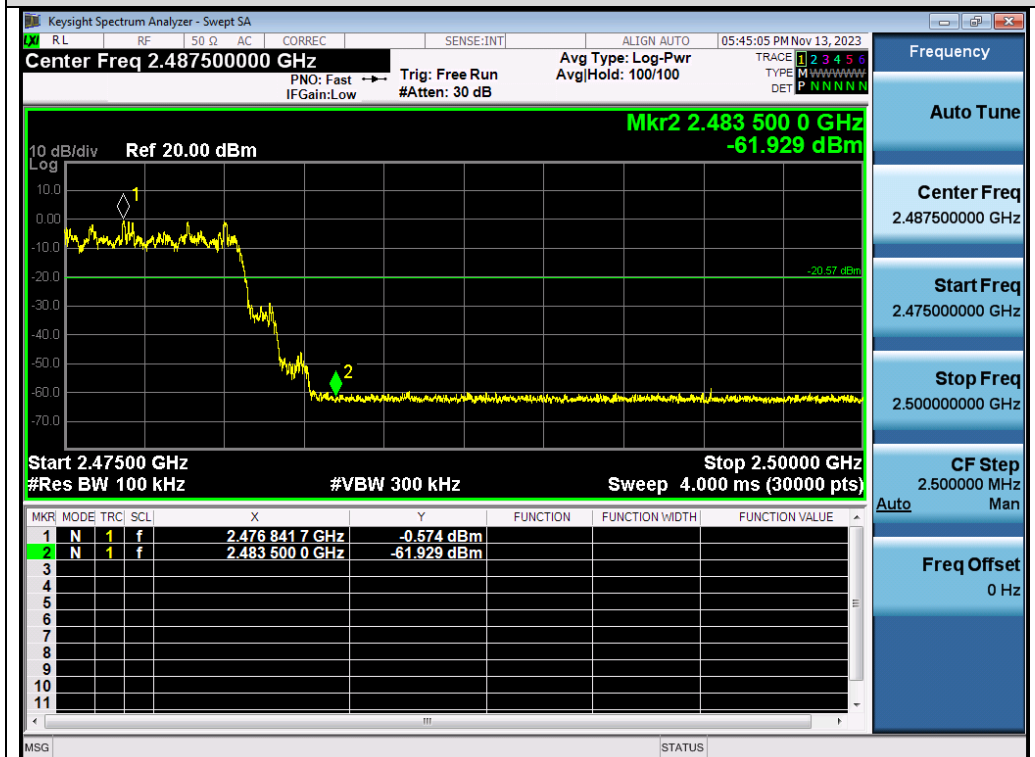 Keysight Spectrum Analyzer - Swept SA
LXI RL RF 50 Ω AC CORREC SENSE:INT ALIGN AUTO 05:45:05 PM Nov 13, 2023
Center Freq 2.487500000 GHz
PNO: Fast
IFGain:Low
Trig: Free Run
#Atten: 30 dB
Avg Type: Log-Pwr
Avg|Hold: 100/100
TRACE 1 2 3 4 5 6
TYPE M WWWWW
DET P N N N N N
Mkr2 2.483 500 0 GHz
-61.929 dBm
10 dB/div Ref 20.00 dBm
Log
10.0
0.00
-10.0
-20.0
-30.0
-40.0
-50.0
-60.0
-70.0
1
-20.57 dBm
2
Start 2.47500 GHz Stop 2.50000 GHz
#Res BW 100 kHz #VBW 300 kHz Sweep 4.000 ms (30000 pts)
MKR MODE TRC SCL X Y FUNCTION FUNCTION WIDTH FUNCTION VALUE
1 N 1 f 2.476 841 7 GHz -0.574 dBm
2 N 1 f 2.483 500 0 GHz -61.929 dBm
3
4
5
6
7
8
9
10
11
MSG STATUS
Frequency
Auto Tune
Center Freq
2.487500000 GHz
Start Freq
2.475000000 GHz
Stop Freq
2.500000000 GHz
CF Step
2.500000 MHz
Auto Man
Freq Offset
0 Hz